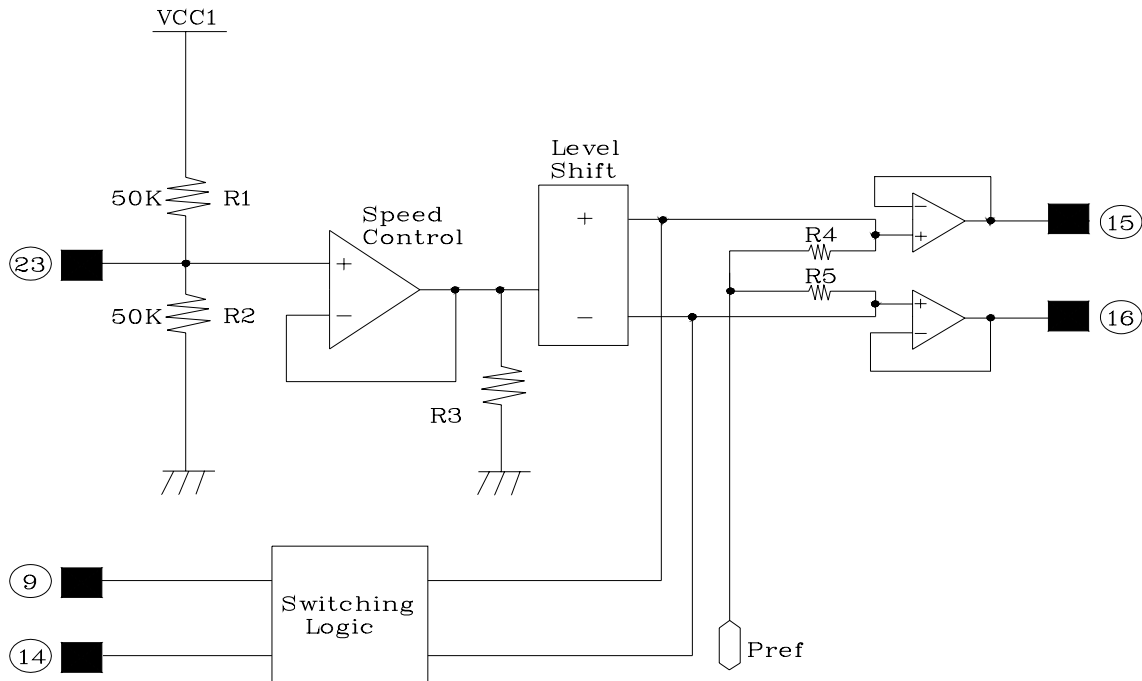 VCC1
Level
Shift
50K R1
Speed
Control
+
−
+
R4
15
23
+
−
+
R5
50K R2
−
+
−
16
R3
9
Switching
Logic
14
Pref